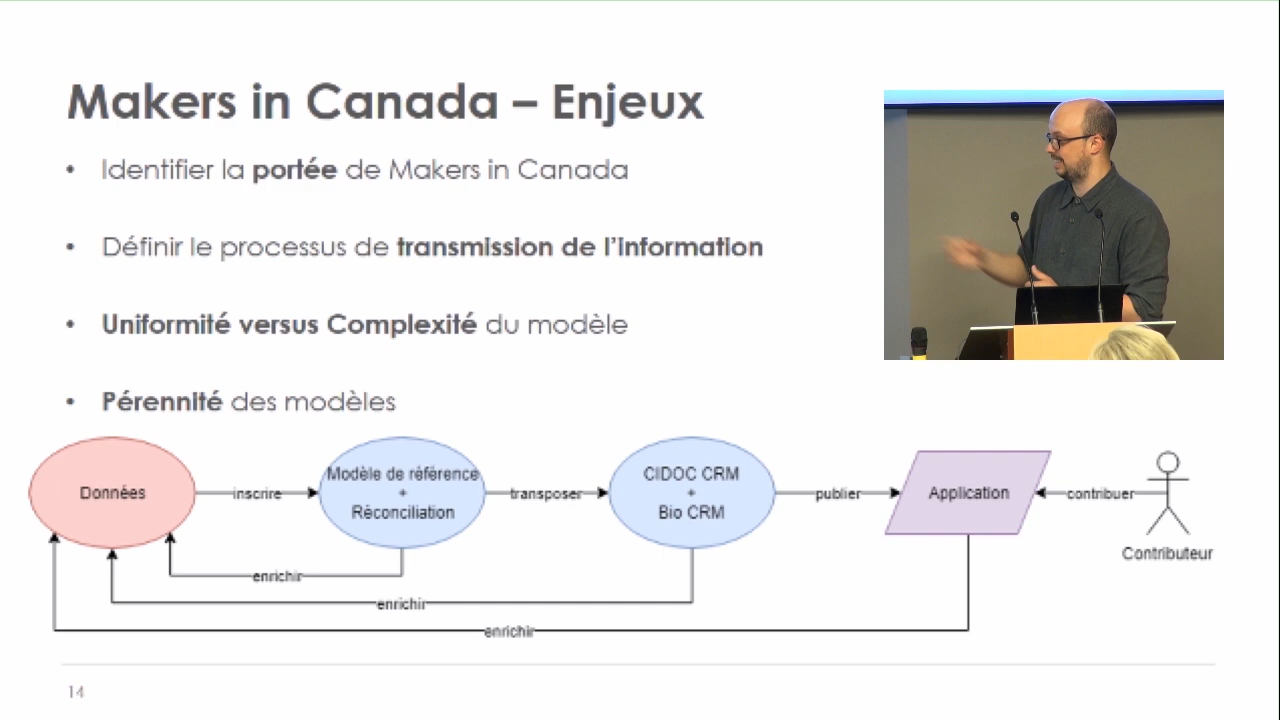 Makers in Canada – Enjeux
• Identifier la portée de Makers in Canada
• Définir le processus de transmission de l'information
• Uniformité versus Complexité du modèle
• Pérennité des modèles
Données
inscrire
Modèle de référence
+
Réconciliation
transposer
CIDOC CRM
+
Bio CRM
publier
Application
contribuer
Contributeur
enrichir
enrichir
enrichir
14